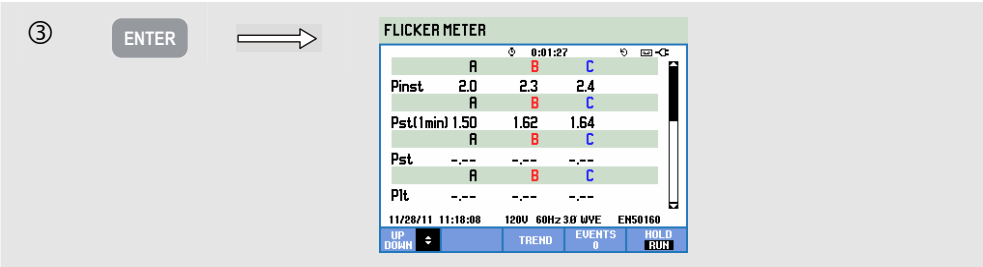 ③ ENTER
FLICKER METER
0:01:27
A B C
Pinst 2.0 2.3 2.4
A B C
Pst(1min) 1.50 1.62 1.64
A B C
Pst -.-- -.-- -.--
A B C
Plt -.-- -.-- -.--
11/28/11 11:18:08 120V 60Hz 3Ø WYE EN50160
UP DOWN TREND EVENTS 0 HOLD RUN